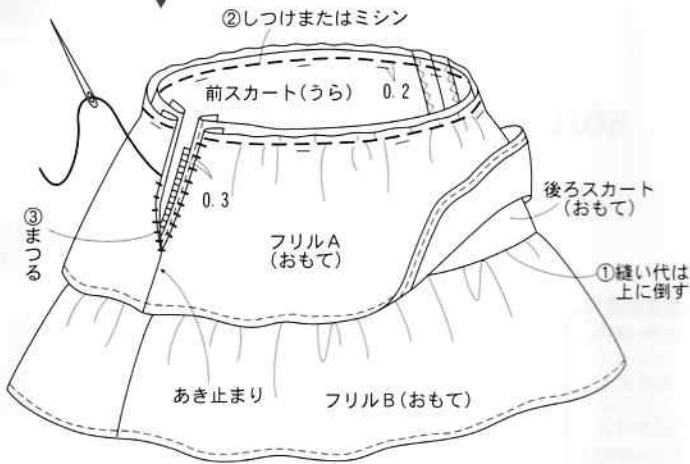 ②しつけまたはミシン
前スカート(うら)
0.2
0.3
③まつる
フリルA
(おもて)
後ろスカート
(おもて)
①縫い代は
上に倒す
あき止まり
フリルB(おもて)